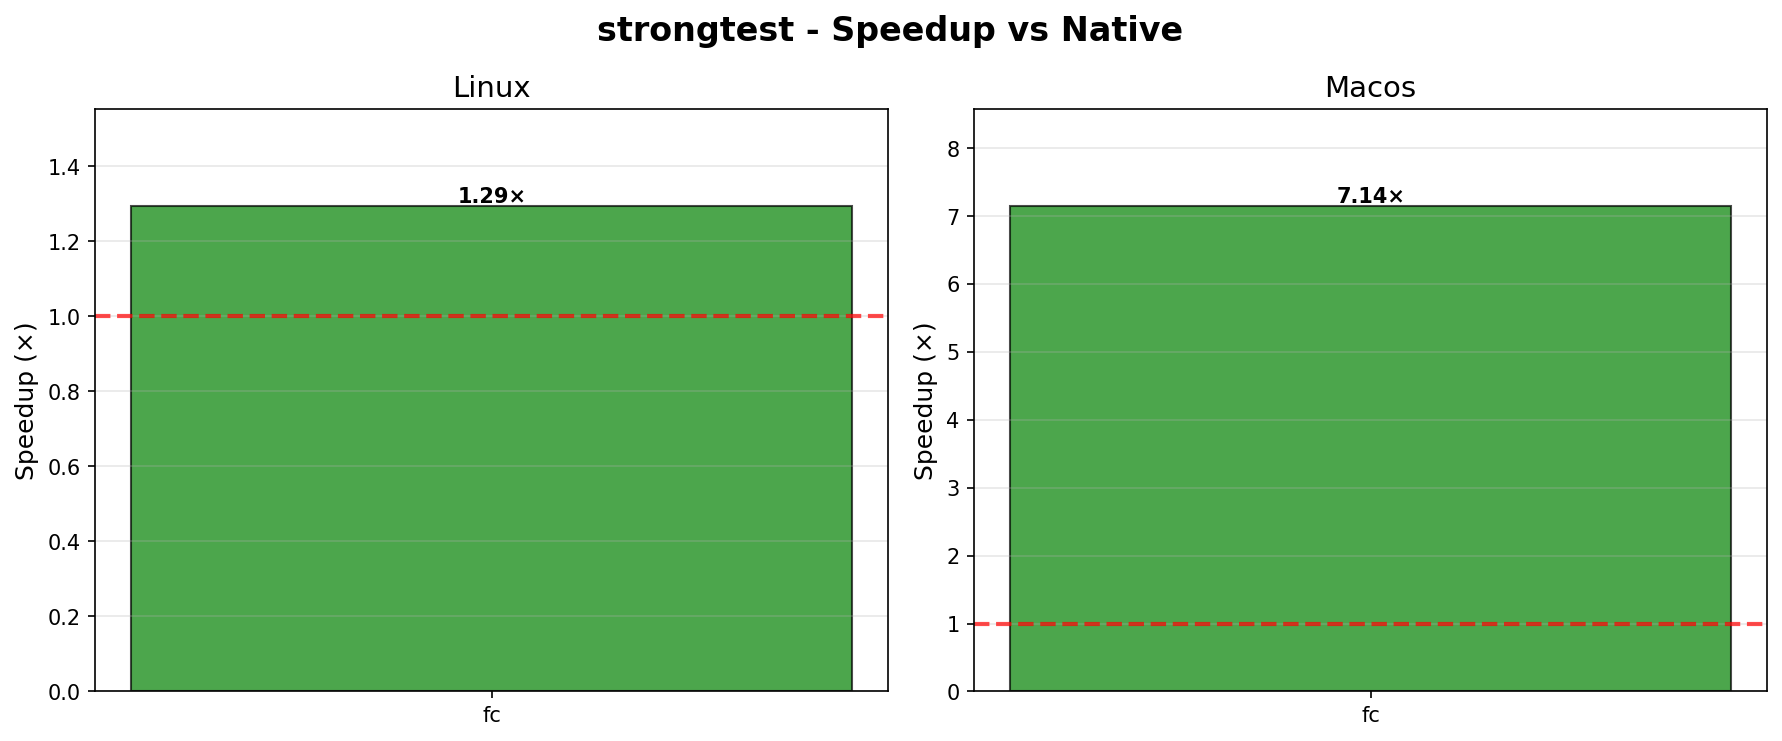 strongtest - Speedup vs Native
Linux
Speedup (×)
1.4
1.2
1.0
0.8
0.6
0.4
0.2
0.0
1.29×
fc
Macos
Speedup (×)
8
7
6
5
4
3
2
1
0
7.14×
fc